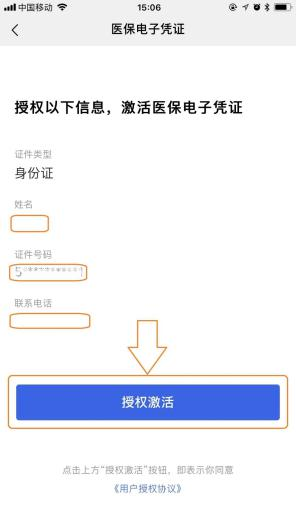 中国移动
15:06
医保电子凭证
授权以下信息，激活医保电子凭证
证件类型
身份证
姓名
证件号码
联系电话
授权激活
点击上方“授权激活”按钮，即表示你同意
《用户授权协议》